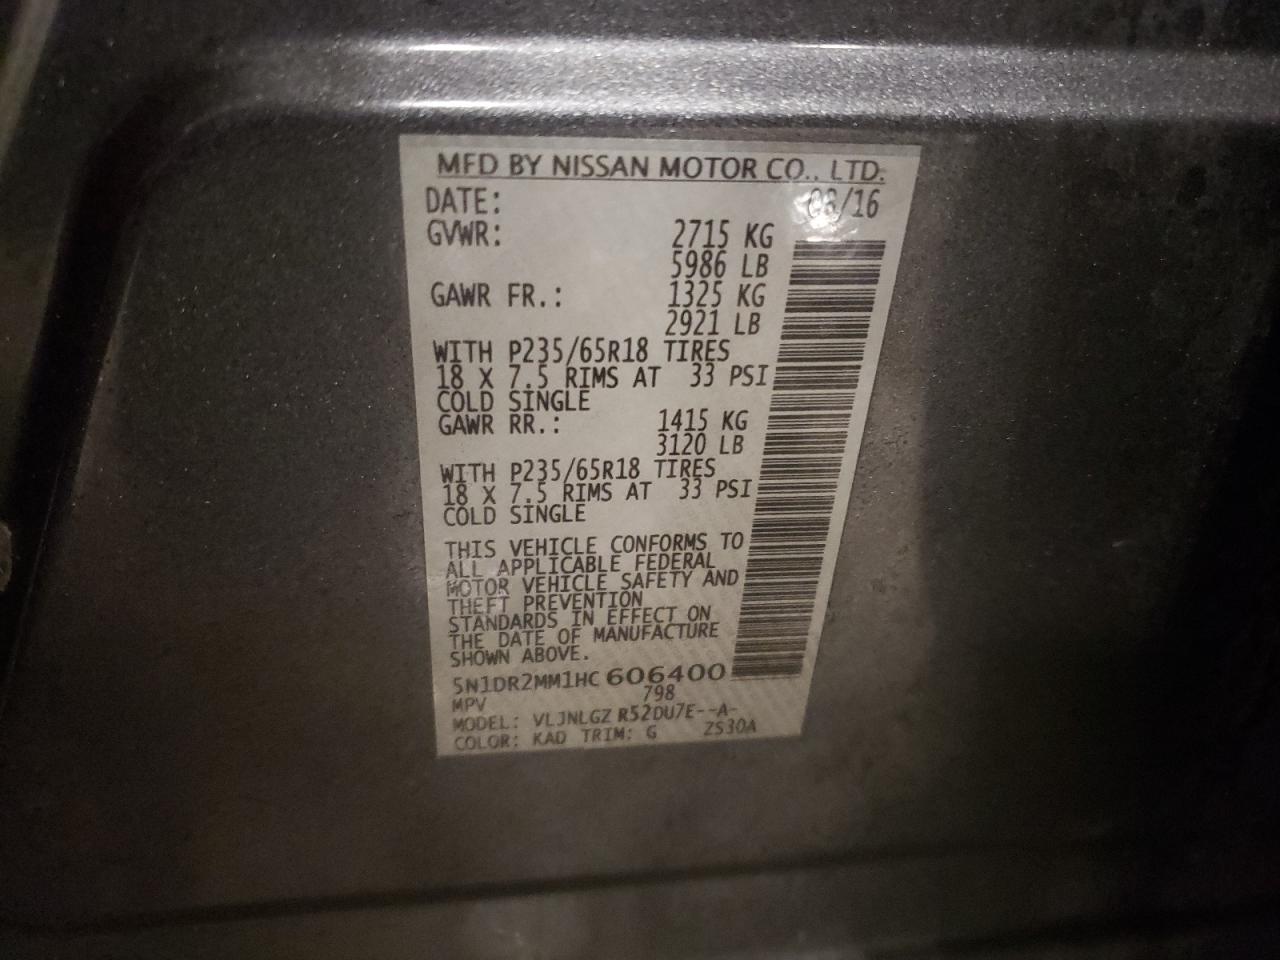 MFD BY NISSAN MOTOR CO., LTD.
DATE: 08/16
GVWR: 2715 KG
5986 LB
GAWR FR.: 1325 KG
2921 LB
WITH P235/65R18 TIRES
18 X 7.5 RIMS AT 33 PSI
COLD SINGLE
GAWR RR.: 1415 KG
3120 LB
WITH P235/65R18 TIRES
18 X 7.5 RIMS AT 33 PSI
COLD SINGLE
THIS VEHICLE CONFORMS TO
ALL APPLICABLE FEDERAL
MOTOR VEHICLE SAFETY AND
THEFT PREVENTION
STANDARDS IN EFFECT ON
THE DATE OF MANUFACTURE
SHOWN ABOVE.
5N1DR2MM1HC606400
MPV 798
MODEL: VLJNLGZ R52DU7E--A-
COLOR: KAD TRIM: G ZS30A